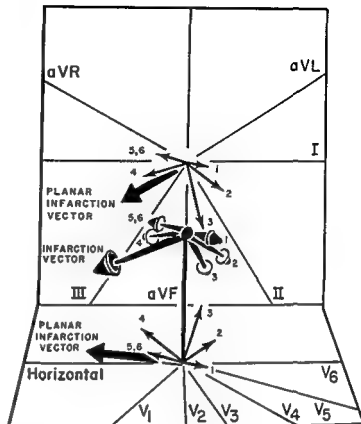 aVR
aVL
I
5,6
1
4
2
PLANAR
INFARCTION
VECTOR
3
5,6
INFARCTION
VECTOR
4
1
2
3
III
aVF
II
3
4
2
PLANAR
INFARCTION
VECTOR
5,6
1
Horizontal
V6
V1
V2
V3
V4
V5